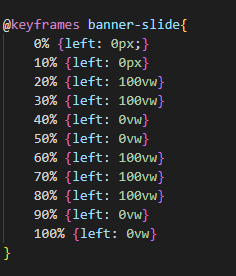 @keyframes banner-slide{
    0% {left: 0px;}
    10% {left: 0px}
    20% {left: 100vw}
    30% {left: 100vw}
    40% {left: 0vw}
    50% {left: 0vw}
    60% {left: 100vw}
    70% {left: 100vw}
    80% {left: 100vw}
    90% {left: 0vw}
    100% {left: 0vw}
}